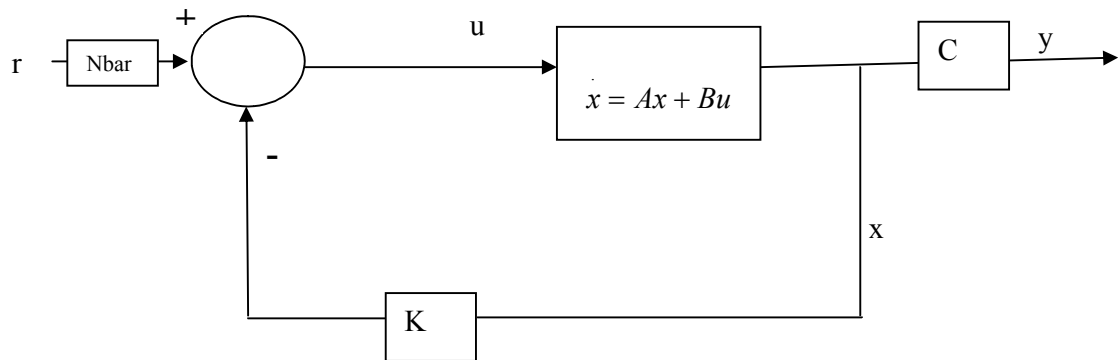 +
r
Nbar
u
ẋ = Ax + Bu
C
y
-
x
K